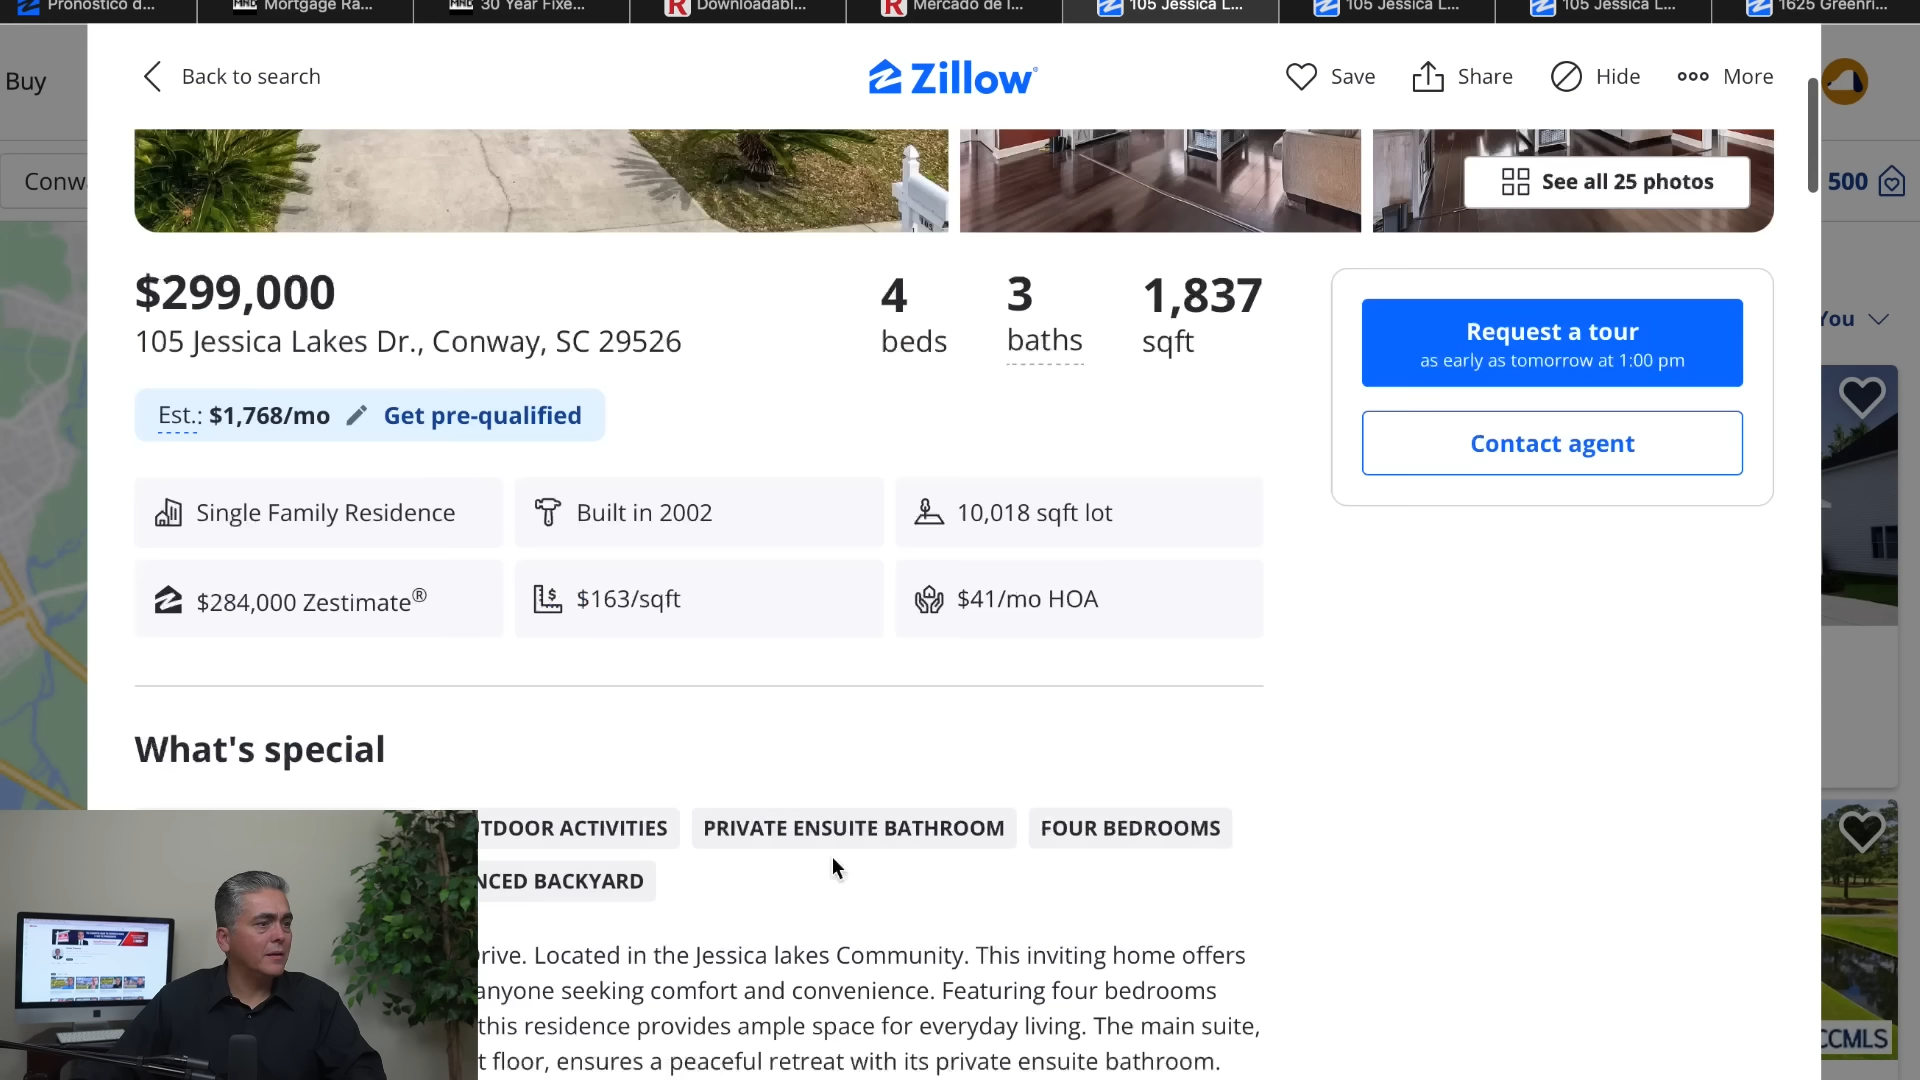 Pronostico d...
Mortgage Ra...
30 Year Fixe...
Downloadabl...
Mercado de l...
105 Jessica L...
105 Jessica L...
105 Jessica L...
1625 Greenri...
Buy
Back to search
Zillow
Save
Share
Hide
More
Conw
500
See all 25 photos
$299,000
105 Jessica Lakes Dr., Conway, SC 29526
4
beds
3
baths
1,837
sqft
Request a tour
as early as tomorrow at 1:00 pm
You
Est.: $1,768/mo
Get pre-qualified
Contact agent
Single Family Residence
Built in 2002
10,018 sqft lot
$284,000 Zestimate®
$163/sqft
$41/mo HOA
What's special
TDOOR ACTIVITIES
PRIVATE ENSUITE BATHROOM
FOUR BEDROOMS
NCED BACKYARD
rive. Located in the Jessica lakes Community. This inviting home offers
anyone seeking comfort and convenience. Featuring four bedrooms
this residence provides ample space for everyday living. The main suite,
t floor, ensures a peaceful retreat with its private ensuite bathroom.
CCMLS